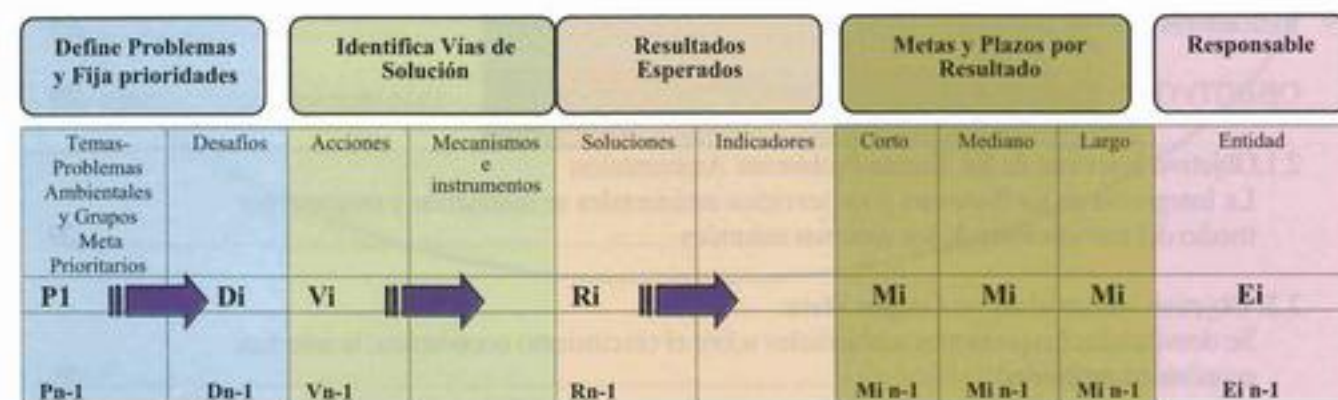 Define Problemas
y Fija prioridades
Identifica Vías de
Solución
Resultados
Esperados
Metas y Plazos por
Resultado
Responsable
Temas-
Problemas
Ambientales
y Grupos
Meta
Prioritarios
Desafíos
Acciones
Mecanismos
e
instrumentos
Soluciones
Indicadores
Corto
Mediano
Largo
Entidad
P1 Di Vi Ri Mi Mi Mi Ei
Pn-1 Dn-1 Vn-1 Rn-1 Mi n-1 Mi n-1 Mi n-1 Ei n-1